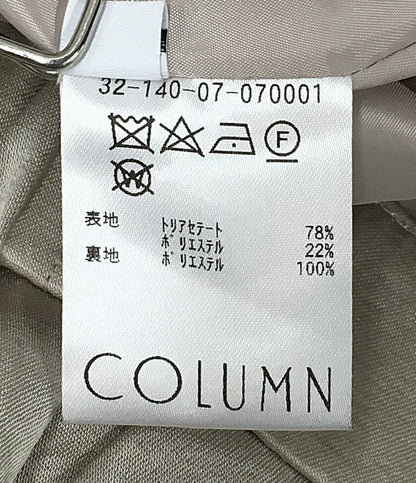 32-140-07-070001
F
W
表地 トリアセテート 78%
ポリエステル 22%
裏地 ポリエステル 100%
COLUMN